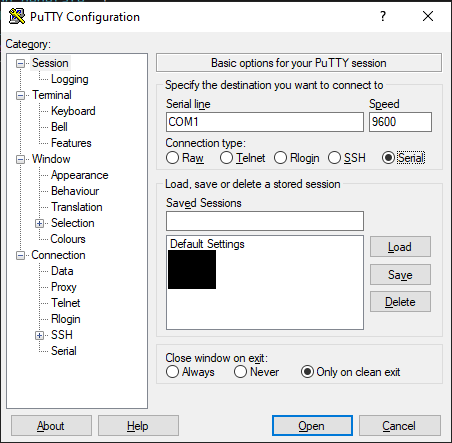 PuTTY Configuration
Category:
Session
Logging
Terminal
Keyboard
Bell
Features
Window
Appearance
Behaviour
Translation
Selection
Colours
Connection
Data
Proxy
Telnet
Rlogin
SSH
Serial
Basic options for your PuTTY session
Specify the destination you want to connect to
Serial line Speed
COM1 9600
Connection type:
Raw Telnet Rlogin SSH Serial
Load, save or delete a stored session
Saved Sessions
Default Settings
Load
Save
Delete
Close window on exit:
Always Never Only on clean exit
About Help Open Cancel